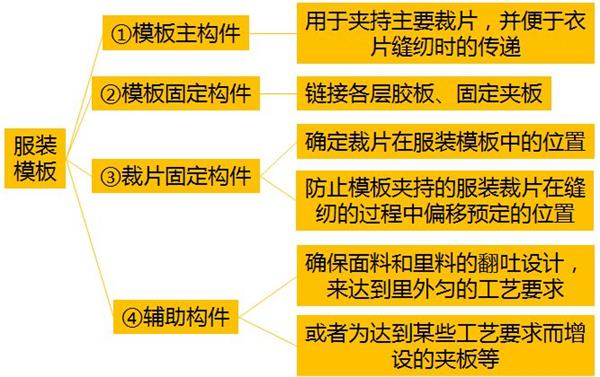 服装
模板
①模板主构件
用于夹持主要裁片，并便于衣
片缝纫时的传递
②模板固定构件
链接各层胶板、固定夹板
③裁片固定构件
确定裁片在服装模板中的位置
防止模板夹持的服装裁片在缝
纫的过程中偏移预定的位置
④辅助构件
确保面料和里料的翻吐设计，
来达到里外匀的工艺要求
或者为达到某些工艺要求而增
设的夹板等